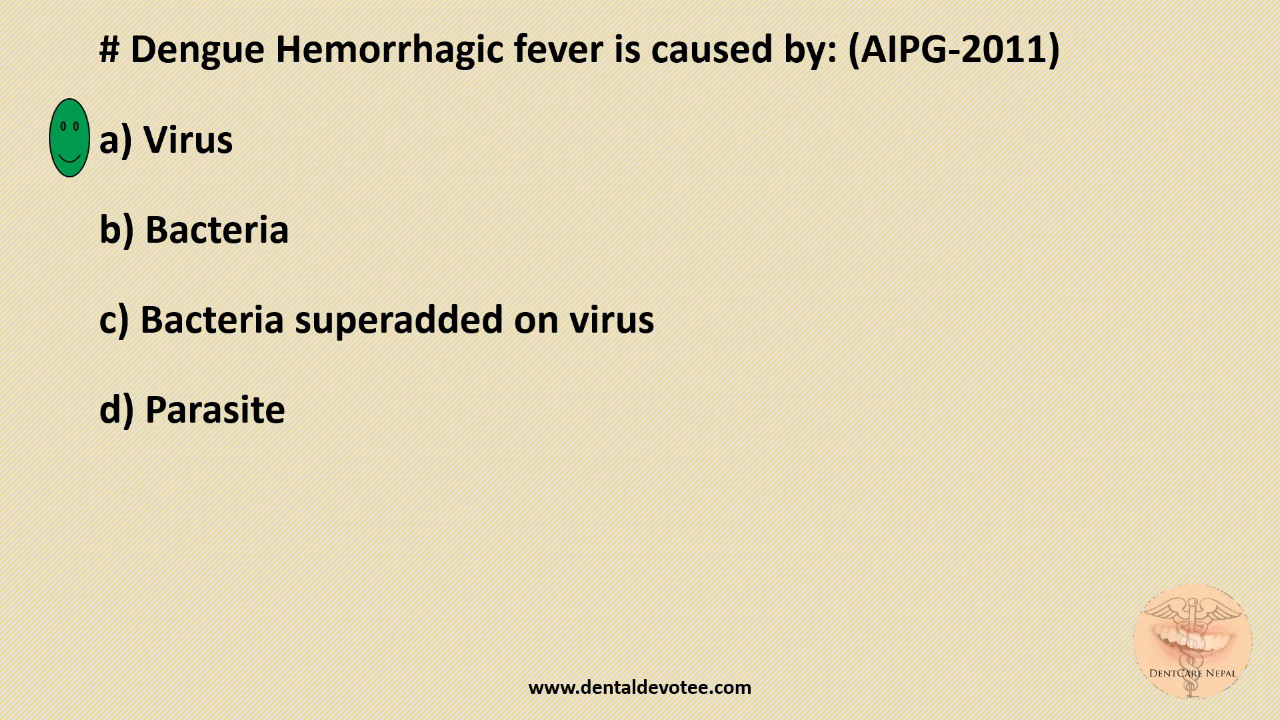 # Dengue Hemorrhagic fever is caused by: (AIPG-2011)
a) Virus
b) Bacteria
c) Bacteria superadded on virus
d) Parasite
DentCare Nepal
www.dentaldevotee.com